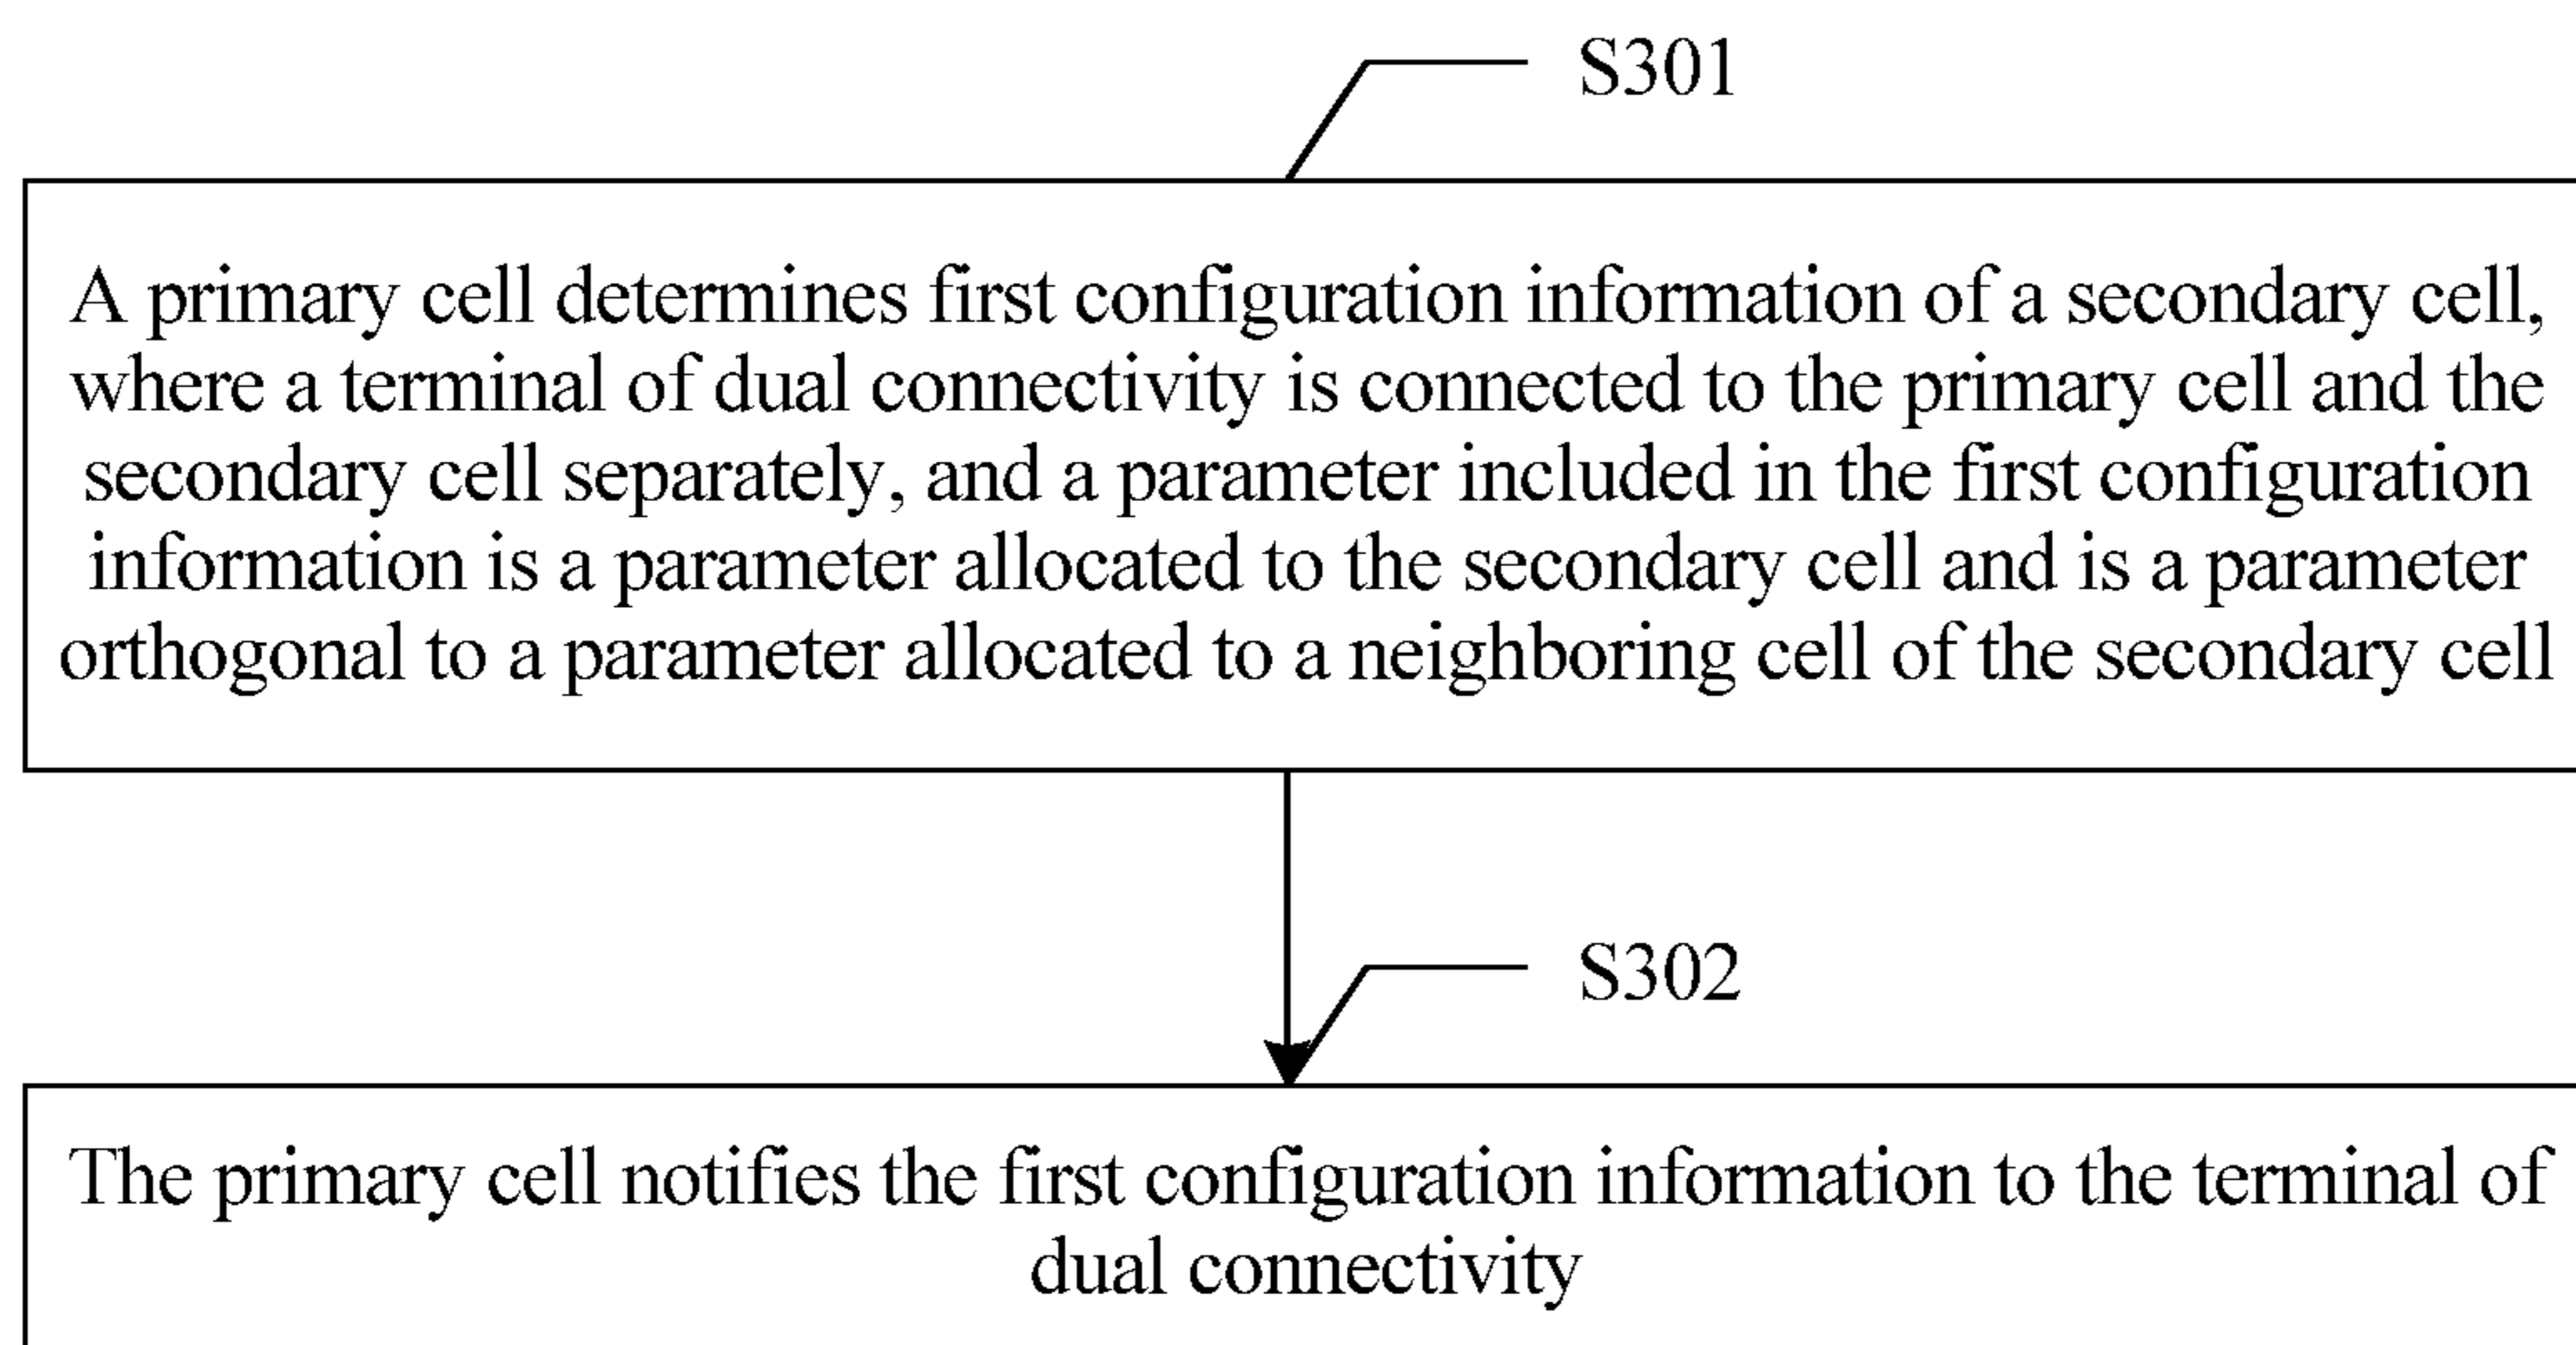 S301
A primary cell determines first configuration information of a secondary cell,
where a terminal of dual connectivity is connected to the primary cell and the
secondary cell separately, and a parameter included in the first configuration
information is a parameter allocated to the secondary cell and is a parameter
orthogonal to a parameter allocated to a neighboring cell of the secondary cell
S302
The primary cell notifies the first configuration information to the terminal of
dual connectivity